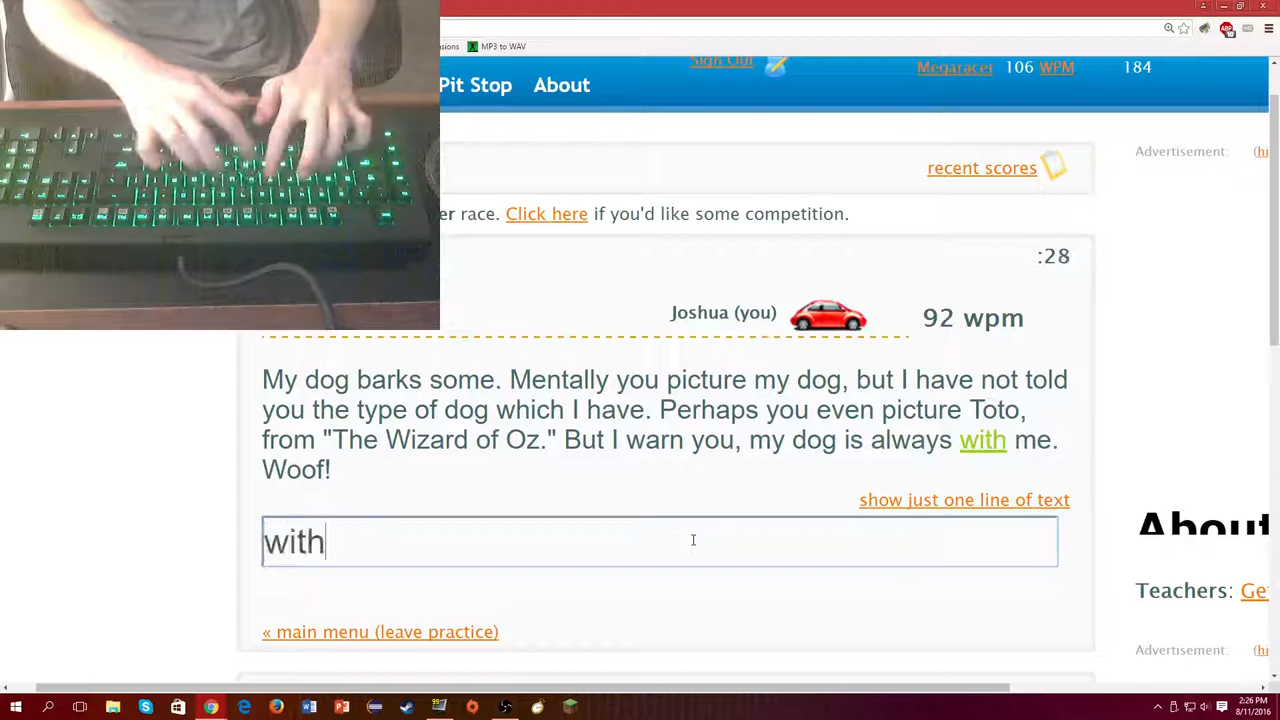 ensions MP3 to WAV
Sign Out Megaracer 106 WPM 184
Pit Stop About
Advertisement: (hi
recent scores
er race. Click here if you'd like some competition.
:28
Joshua (you) 92 wpm
My dog barks some. Mentally you picture my dog, but I have not told
you the type of dog which I have. Perhaps you even picture Toto,
from "The Wizard of Oz." But I warn you, my dog is always with me.
Woof!
show just one line of text
with
About
Teachers: Ge
« main menu (leave practice)
Advertisement: (hi
2:26 PM
8/11/2016